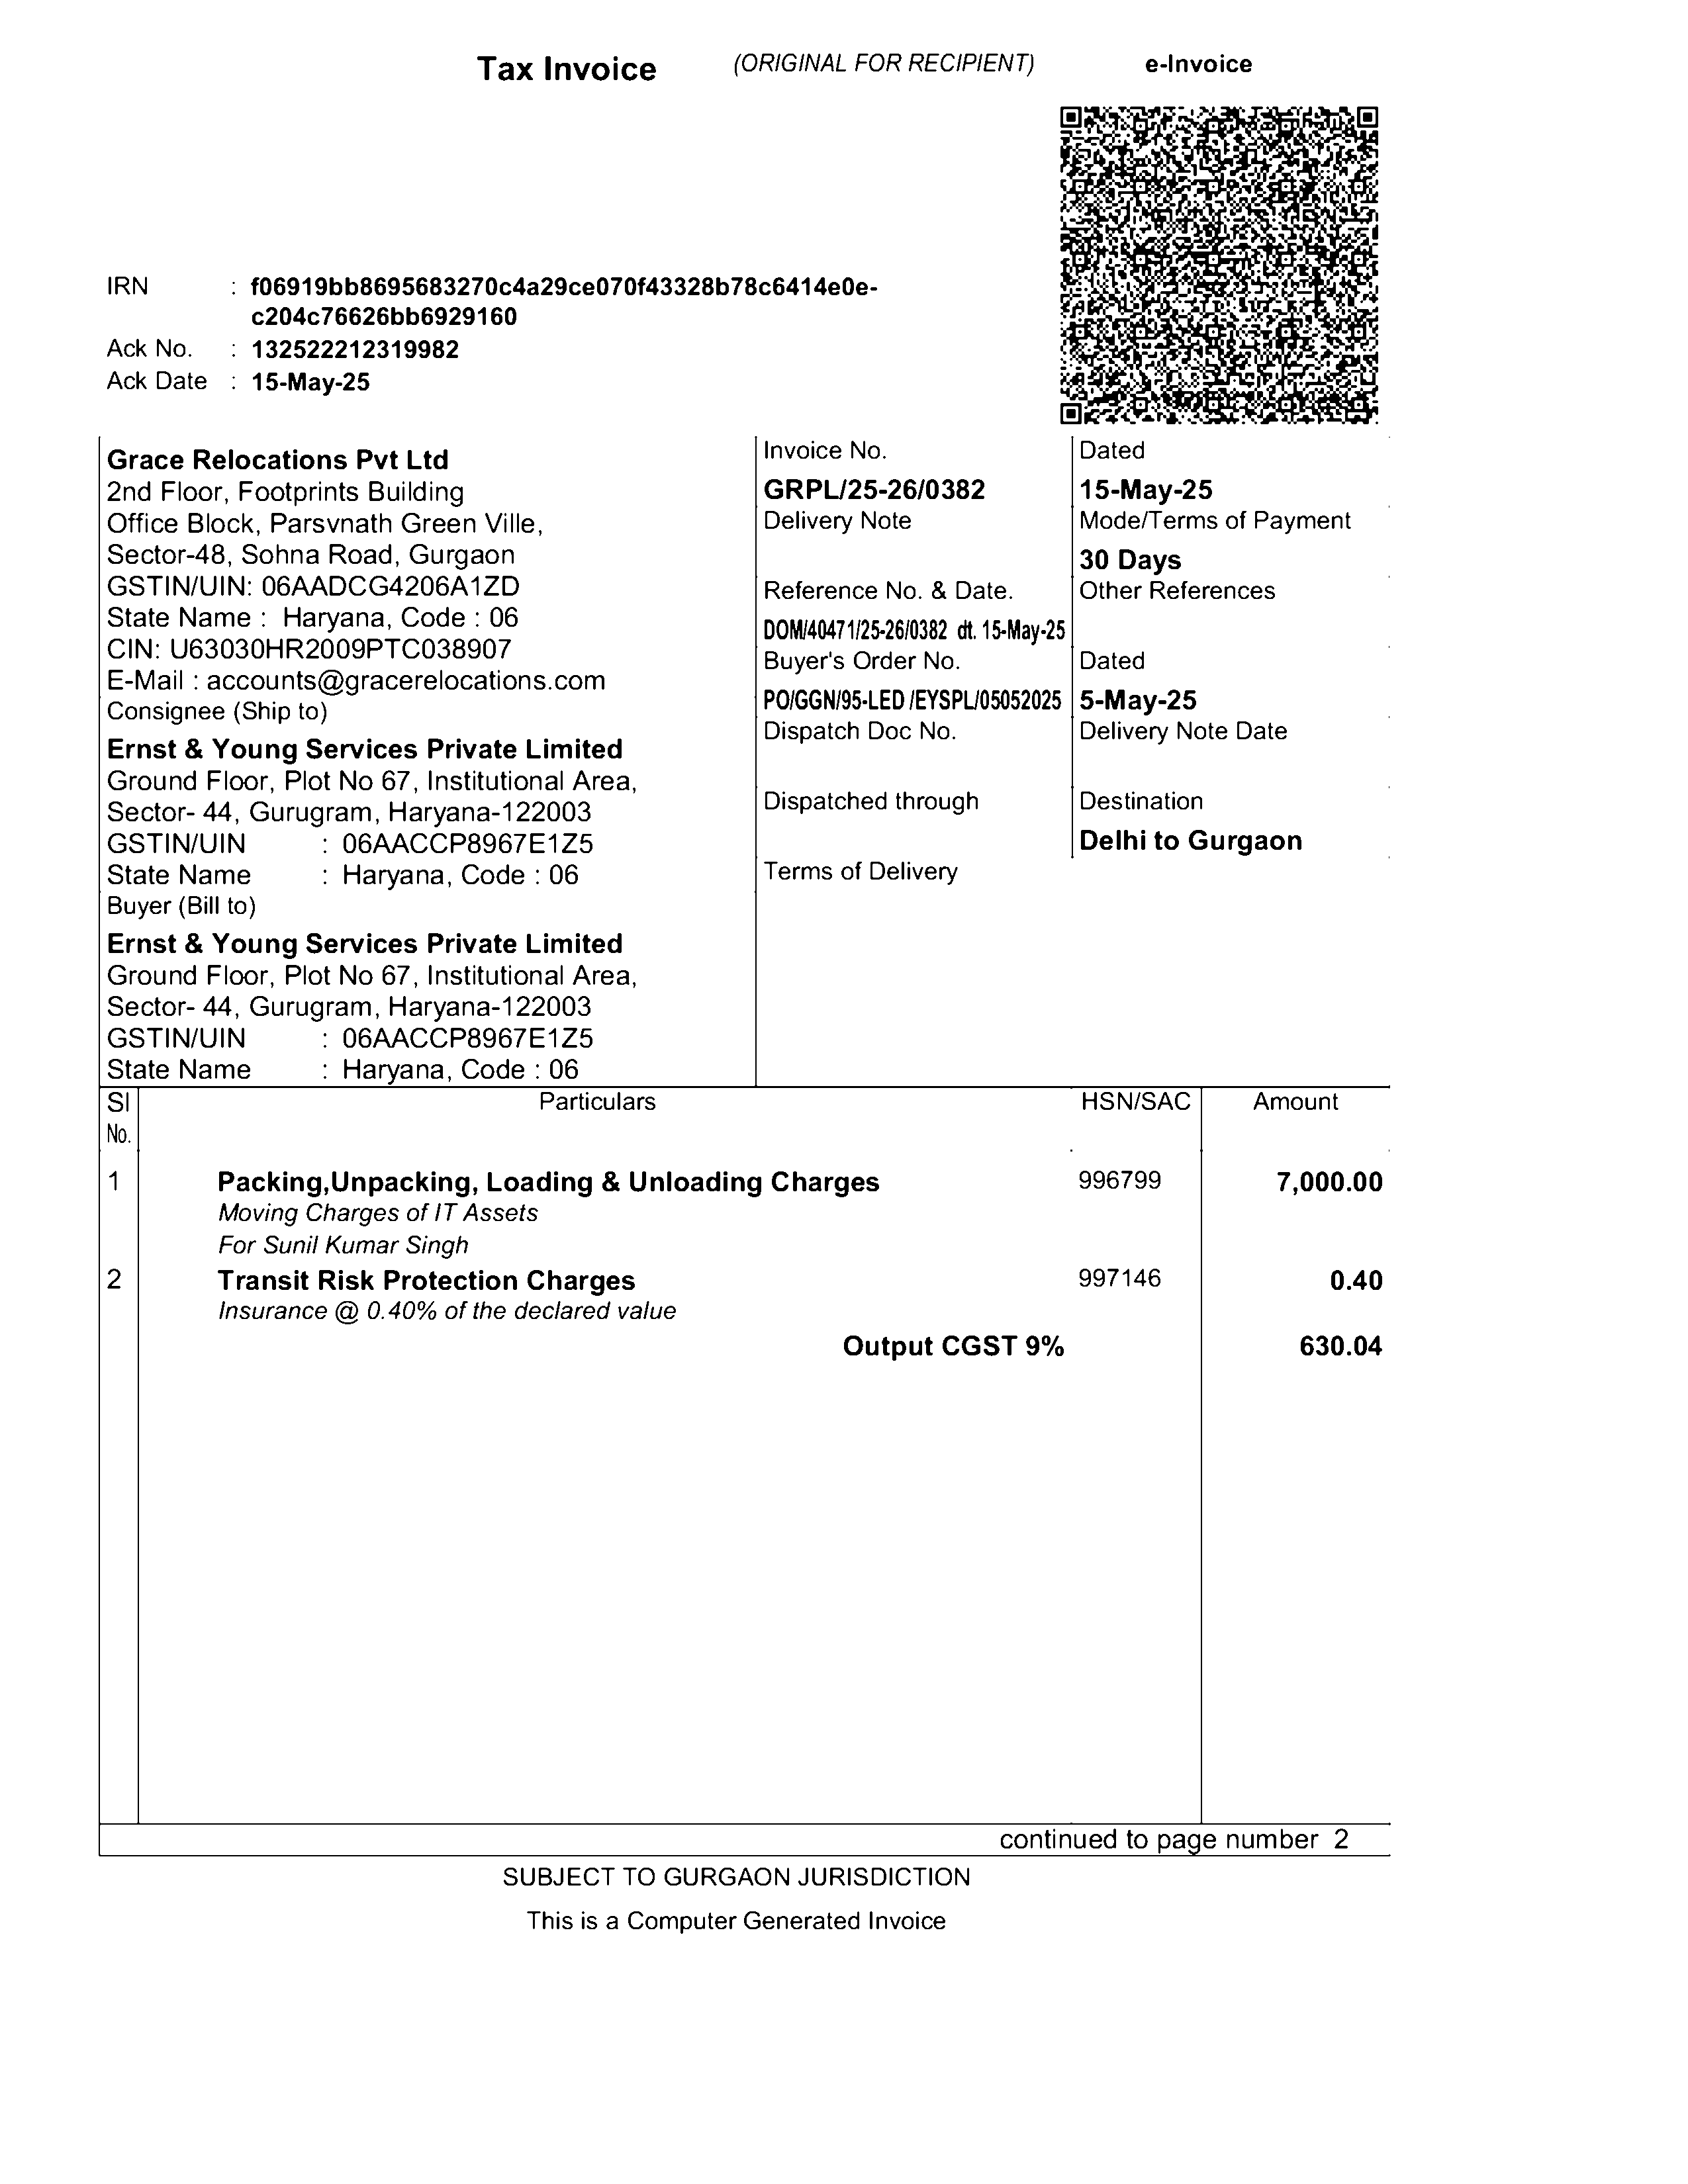 Tax Invoice (ORIGINAL FOR RECIPIENT) e-Invoice
IRN : f06919bb8695683270c4a29ce070f43328b78c6414e0e-
c204c76626bb6929160
Ack No. : 132522212319982
Ack Date : 15-May-25
Grace Relocations Pvt Ltd
2nd Floor, Footprints Building
Office Block, Parsvnath Green Ville,
Sector-48, Sohna Road, Gurgaon
GSTIN/UIN: 06AADCG4206A1ZD
State Name : Haryana, Code : 06
CIN: U63030HR2009PTC038907
E-Mail : accounts@gracerelocations.com
Consignee (Ship to)
Ernst & Young Services Private Limited
Ground Floor, Plot No 67, Institutional Area,
Sector- 44, Gurugram, Haryana-122003
GSTIN/UIN : 06AACCP8967E1Z5
State Name : Haryana, Code : 06
Buyer (Bill to)
Ernst & Young Services Private Limited
Ground Floor, Plot No 67, Institutional Area,
Sector- 44, Gurugram, Haryana-122003
GSTIN/UIN : 06AACCP8967E1Z5
State Name : Haryana, Code : 06
Invoice No. Dated
GRPL/25-26/0382 15-May-25
Delivery Note Mode/Terms of Payment
30 Days
Reference No. & Date. Other References
DOM/40471/25-26/0382 dt. 15-May-25
Buyer's Order No. Dated
PO/GGN/95-LED /EYSPL/05052025 5-May-25
Dispatch Doc No. Delivery Note Date
Dispatched through Destination
Delhi to Gurgaon
Terms of Delivery
Sl Particulars HSN/SAC Amount
No.
1 Packing,Unpacking, Loading & Unloading Charges 996799 7,000.00
Moving Charges of IT Assets
For Sunil Kumar Singh
2 Transit Risk Protection Charges 997146 0.40
Insurance @ 0.40% of the declared value
Output CGST 9% 630.04
continued to page number 2
SUBJECT TO GURGAON JURISDICTION
This is a Computer Generated Invoice